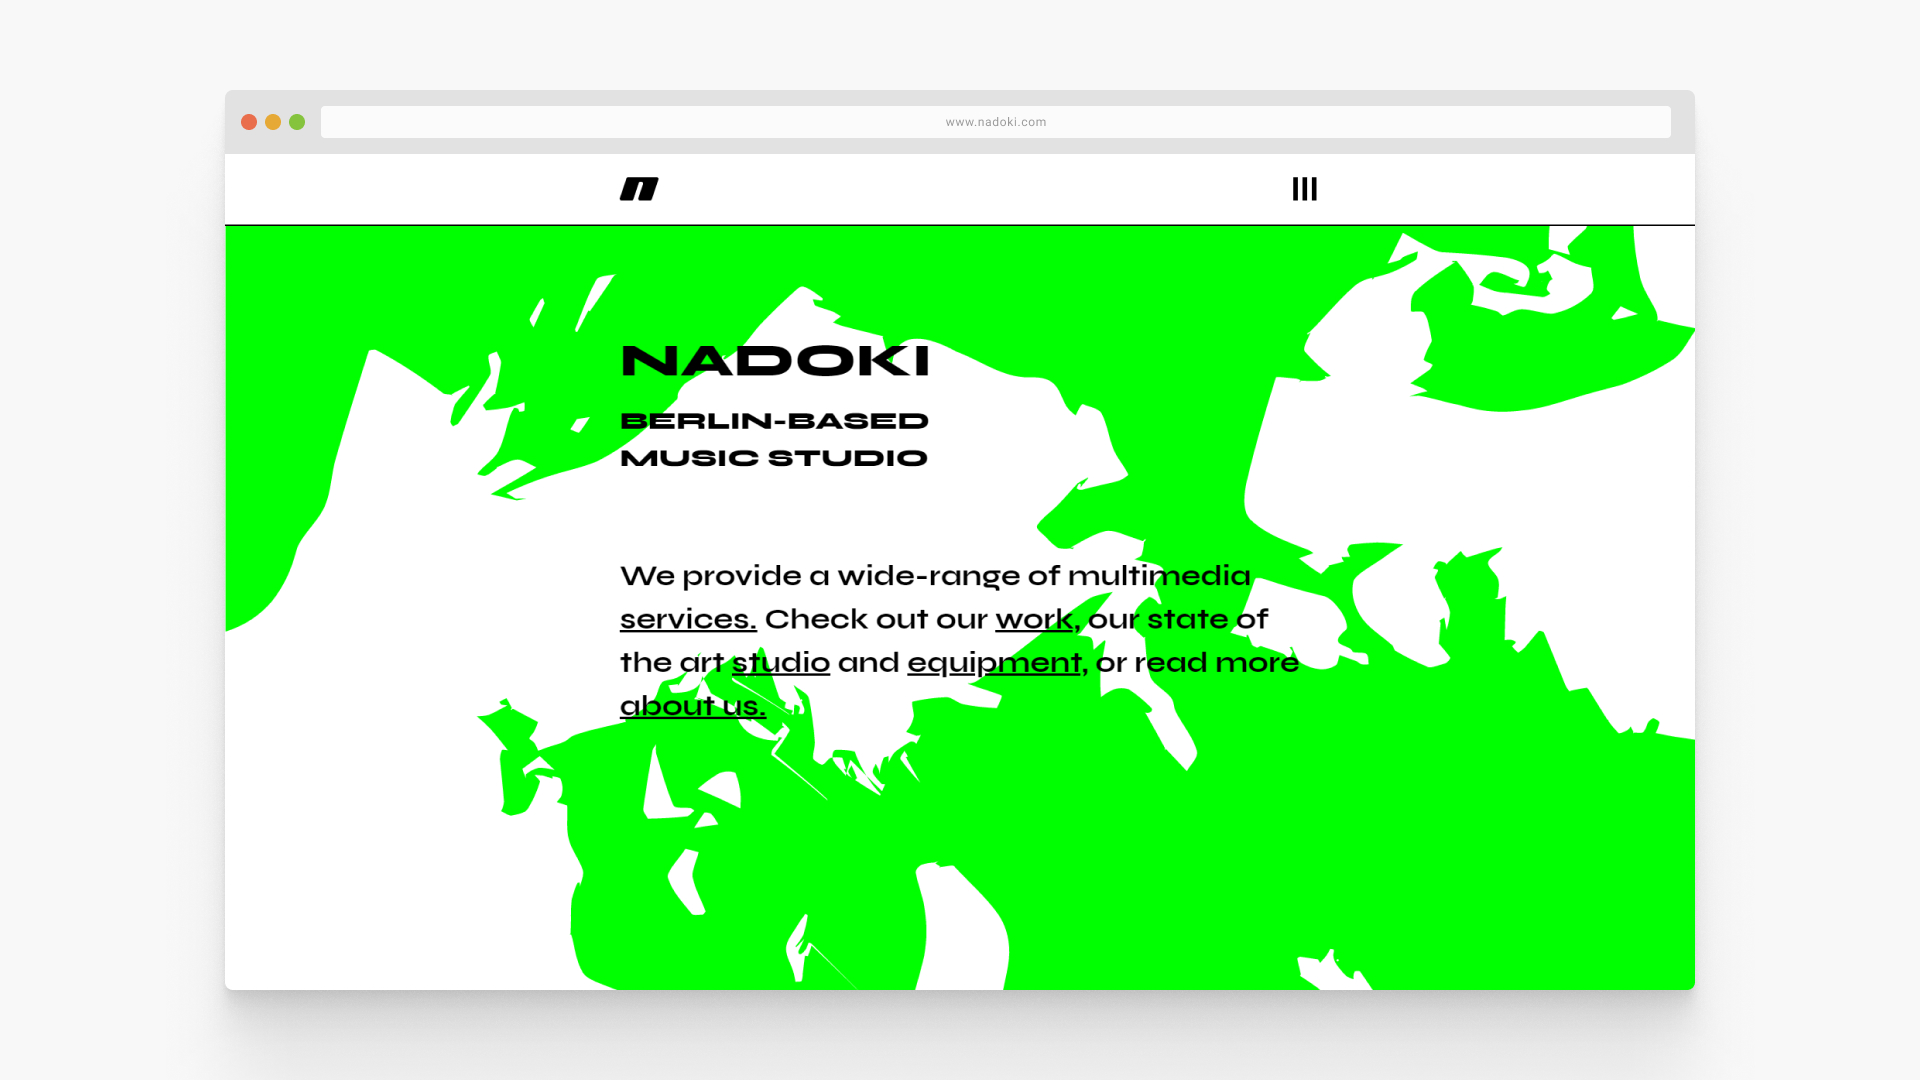 www.nadoki.com
n
NADOKI
BERLIN-BASED
MUSIC STUDIO
We provide a wide-range of multimedia
services. Check out our work, our state of
the art studio and equipment, or read more
about us.